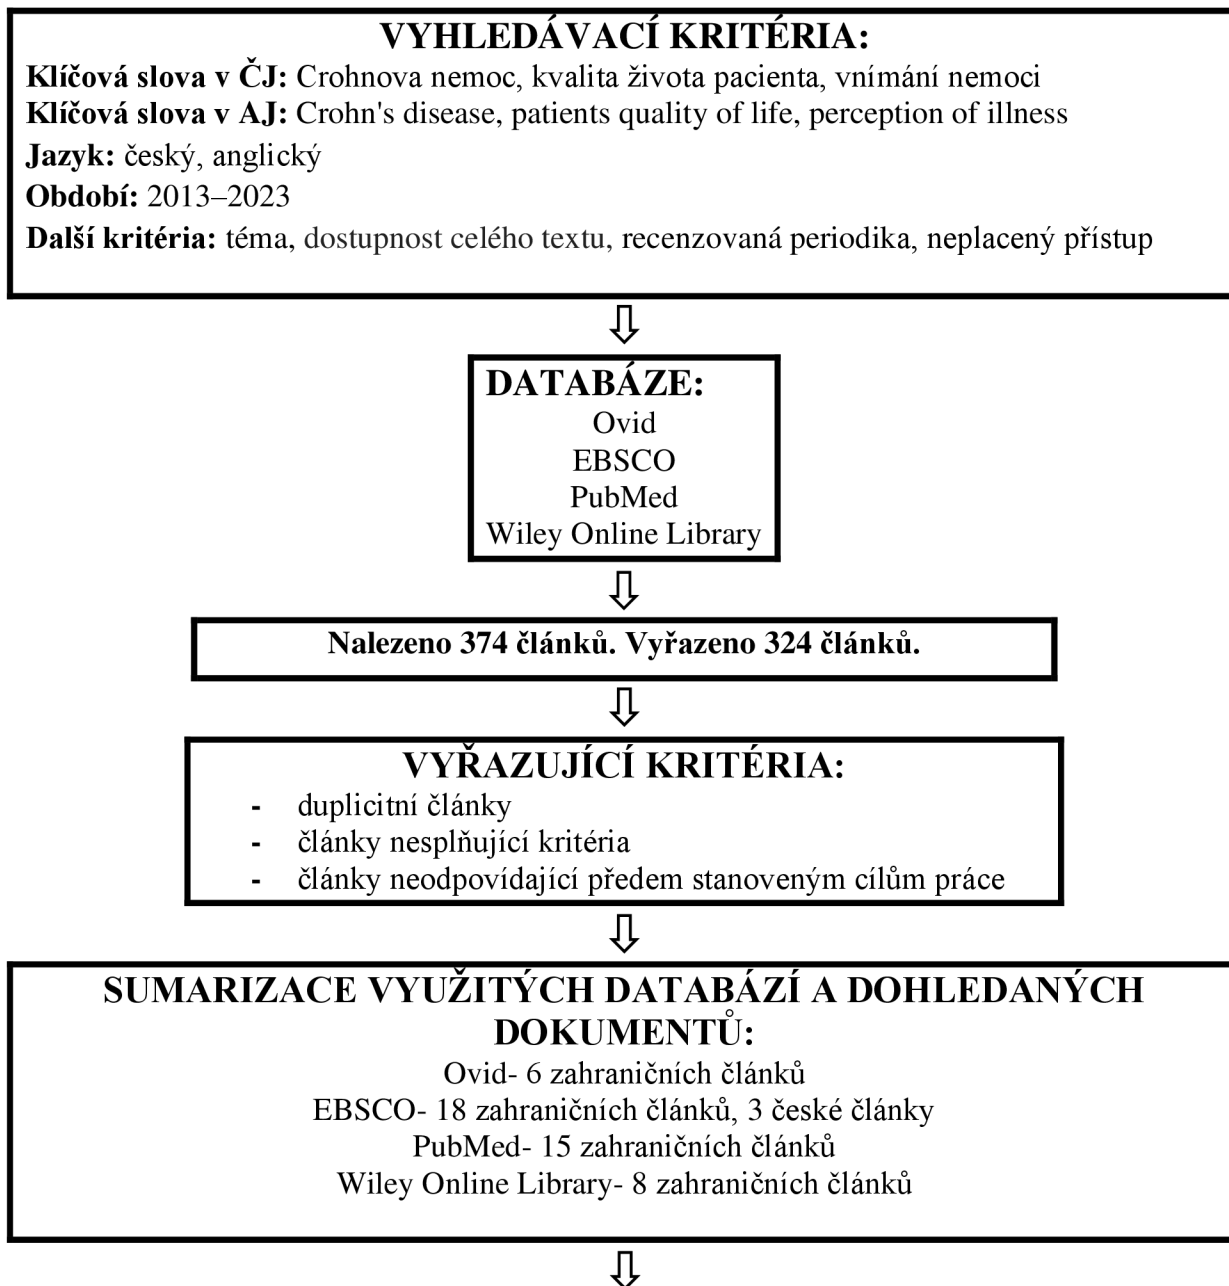 VYHLEDÁVACÍ KRITÉRIA:
Klíčová slova v ČJ: Crohnova nemoc, kvalita života pacienta, vnímání nemoci
Klíčová slova v AJ: Crohn's disease, patients quality of life, perception of illness
Jazyk: český, anglický
Období: 2013–2023
Další kritéria: téma, dostupnost celého textu, recenzovaná periodika, neplacený přístup
DATABÁZE:
Ovid
EBSCO
PubMed
Wiley Online Library
Nalezeno 374 článků. Vyřazeno 324 článků.
VYŘAZUJÍCÍ KRITÉRIA:
- duplicitní články
- články nesplňující kritéria
- články neodpovídající předem stanoveným cílům práce
SUMARIZACE VYUŽITÝCH DATABÁZÍ A DOHLEDANÝCH
DOKUMENTŮ:
Ovid- 6 zahraničních článků
EBSCO- 18 zahraničních článků, 3 české články
PubMed- 15 zahraničních článků
Wiley Online Library- 8 zahraničních článků